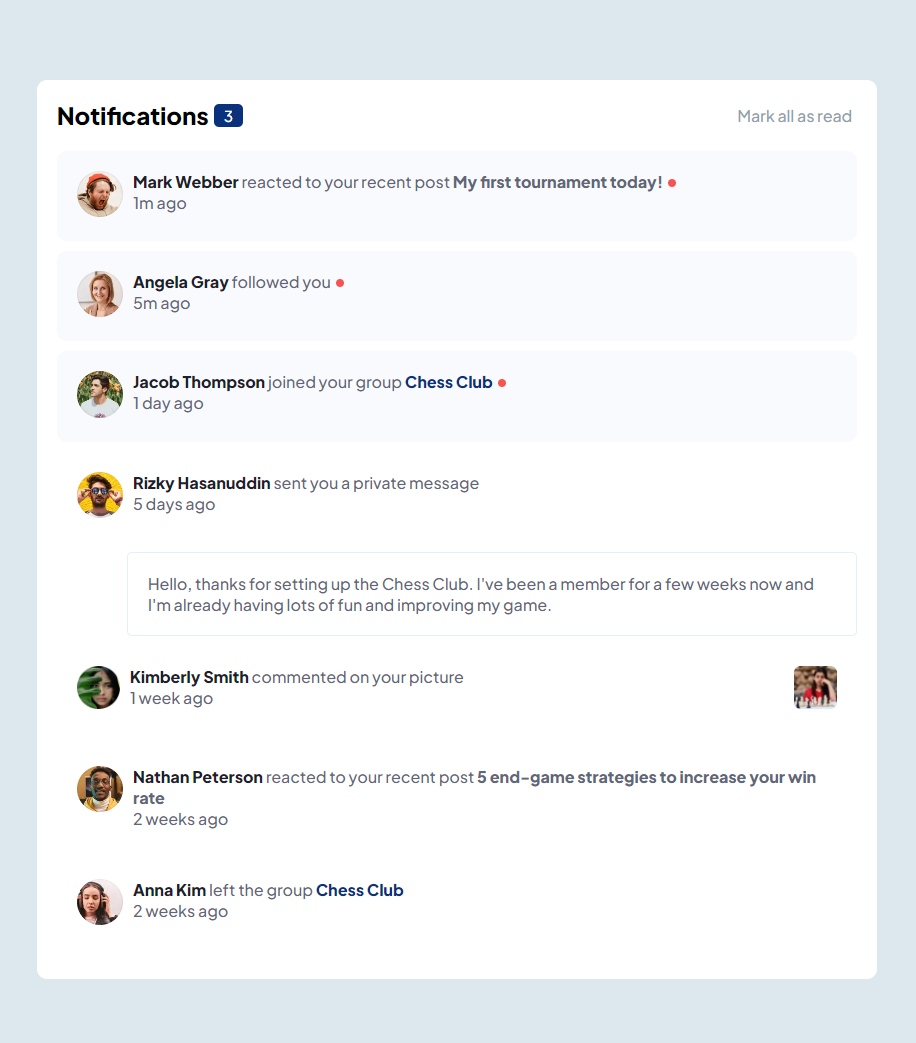 Notifications 3
Mark all as read
Mark Webber reacted to your recent post My first tournament today!
1m ago
Angela Gray followed you
5m ago
Jacob Thompson joined your group Chess Club
1 day ago
Rizky Hasanuddin sent you a private message
5 days ago
Hello, thanks for setting up the Chess Club. I've been a member for a few weeks now and
I'm already having lots of fun and improving my game.
Kimberly Smith commented on your picture
1 week ago
Nathan Peterson reacted to your recent post 5 end-game strategies to increase your win
rate
2 weeks ago
Anna Kim left the group Chess Club
2 weeks ago